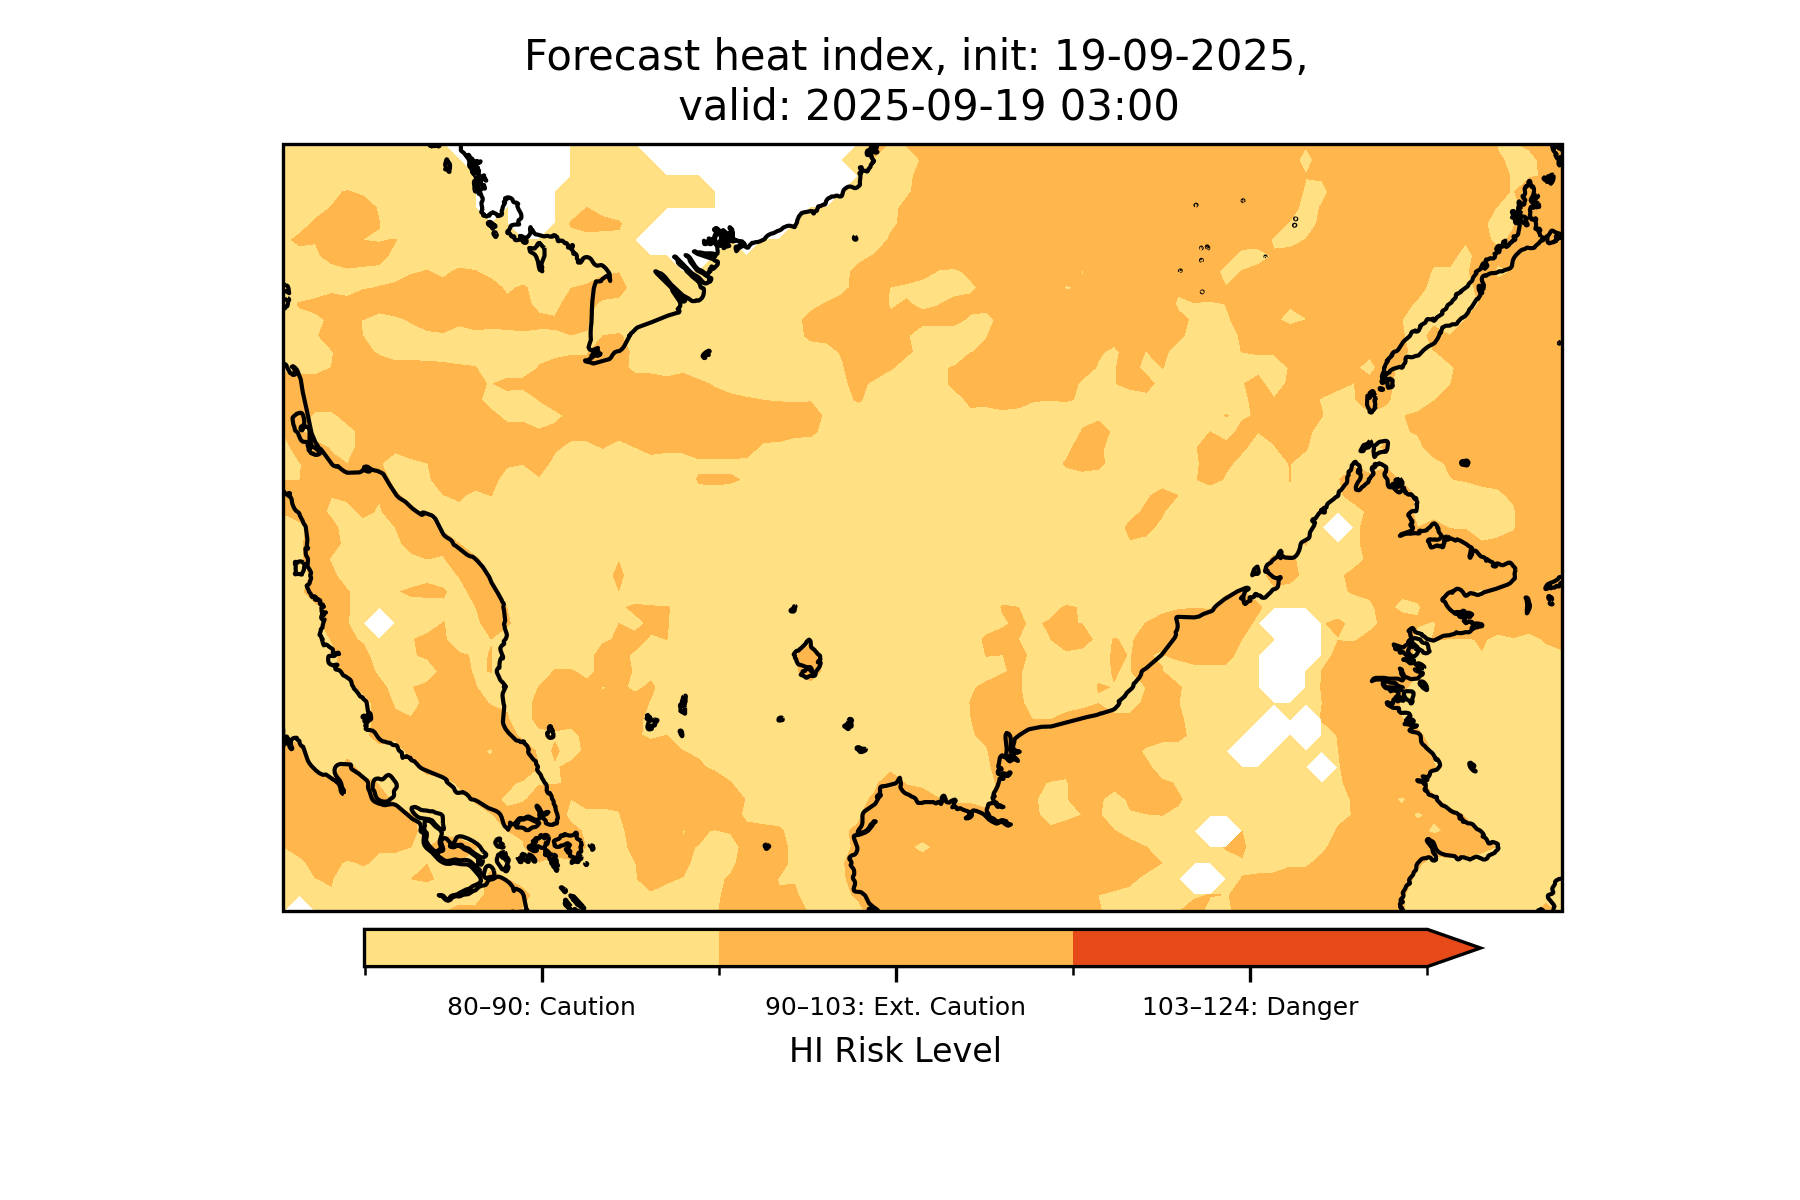 Forecast heat index, init: 19-09-2025,
valid: 2025-09-19 03:00
80–90: Caution
90–103: Ext. Caution
103–124: Danger
HI Risk Level